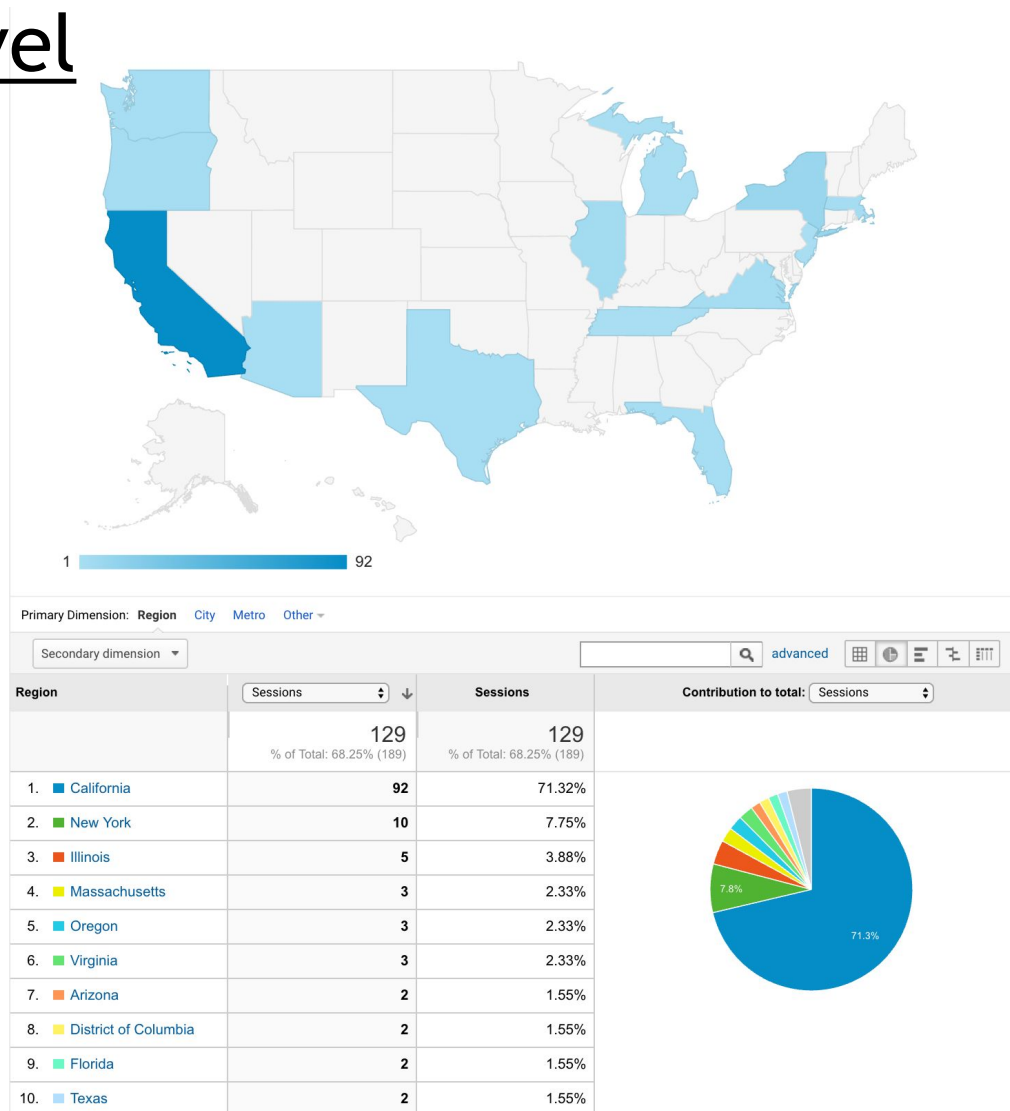 1 92
Primary Dimension: Region City Metro Other
Secondary dimension advanced
Region Sessions Sessions Contribution to total: Sessions
129 129
% of Total: 68.25% (189) % of Total: 68.25% (189)
1. California 92 71.32%
2. New York 10 7.75%
3. Illinois 5 3.88%
4. Massachusetts 3 2.33%
5. Oregon 3 2.33%
6. Virginia 3 2.33%
7. Arizona 2 1.55%
8. District of Columbia 2 1.55%
9. Florida 2 1.55%
10. Texas 2 1.55%
7.8%
71.3%